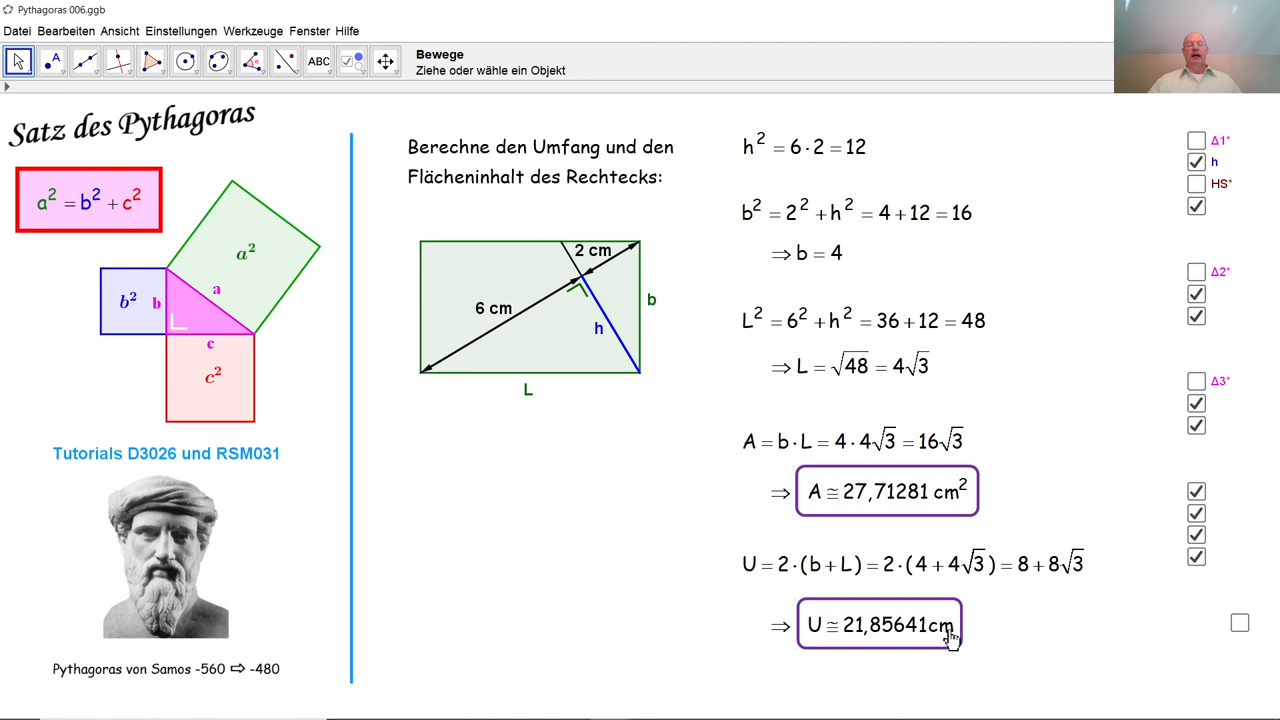 Pythagoras 006.ggb
Datei Bearbeiten Ansicht Einstellungen Werkzeuge Fenster Hilfe
A
ABC
Bewege
Ziehe oder wähle ein Objekt
Satz des Pythagoras
a² = b² + c²
a²
b²
b
a
c
c²
Tutorials D3026 und RSM031
Pythagoras von Samos -560 ⇨ -480
Berechne den Umfang und den
Flächeninhalt des Rechtecks:
2 cm
6 cm
b
h
L
h² = 6·2 = 12
b² = 2² + h² = 4 + 12 = 16
⇒ b = 4
L² = 6² + h² = 36 + 12 = 48
⇒ L = √48 = 4√3
A = b·L = 4·4√3 = 16√3
⇒ A ≅ 27,71281 cm²
U = 2·(b + L) = 2·(4 + 4√3) = 8 + 8√3
⇒ U ≅ 21,85641cm
Δ1*
h
HS*
Δ2*
Δ3*